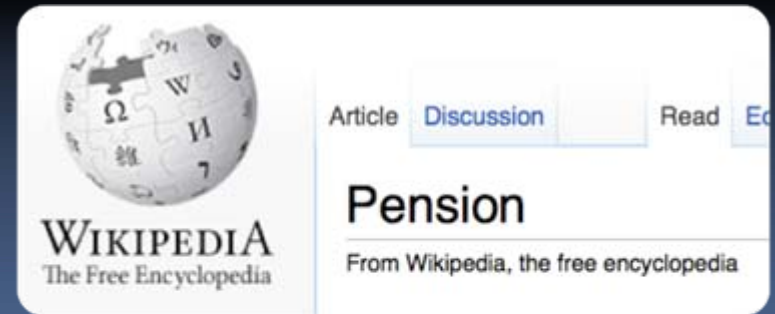 WIKIPEDIA
The Free Encyclopedia
Article Discussion Read
Pension
From Wikipedia, the free encyclopedia